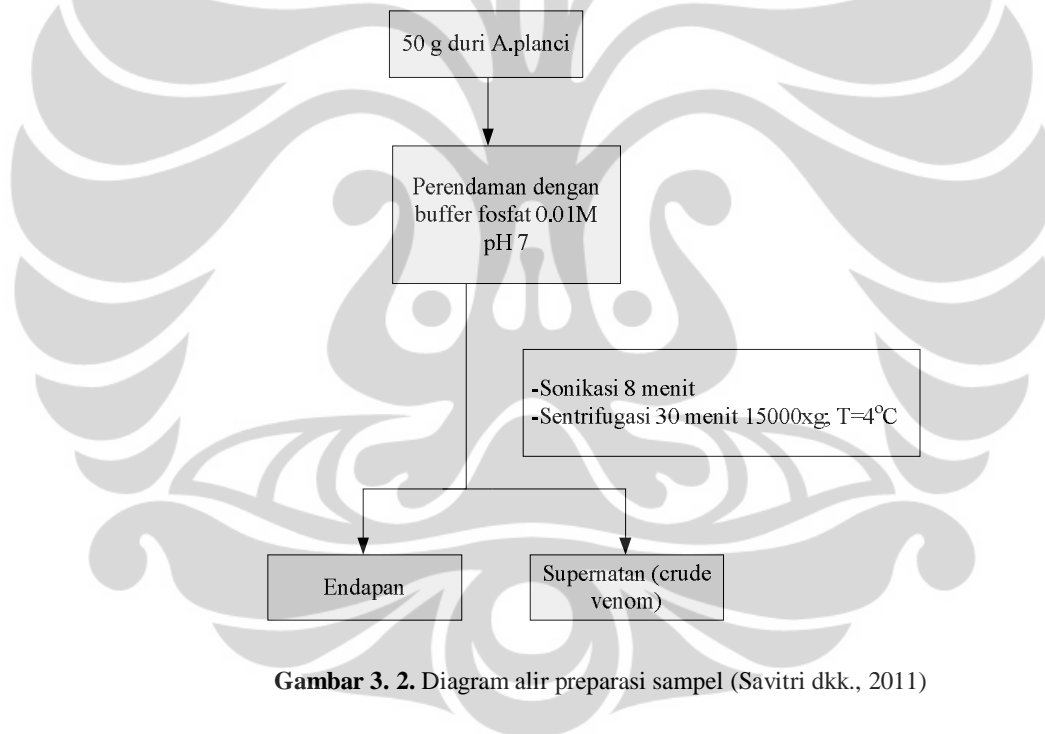 50 g duri A.planci
Perendaman dengan
buffer fosfat 0.01M
pH 7
-Sonikasi 8 menit
-Sentrifugasi 30 menit 15000xg; T=4°C
Endapan
Supernatan (crude
venom)
Gambar 3. 2. Diagram alir preparasi sampel (Savitri dkk., 2011)